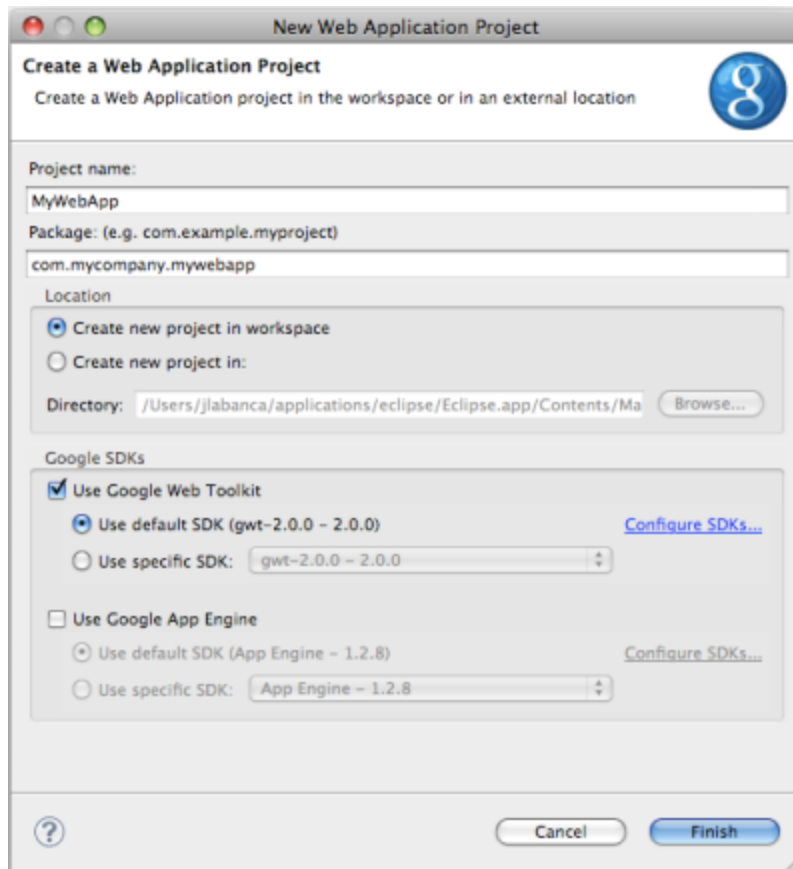 New Web Application Project
Create a Web Application Project
Create a Web Application project in the workspace or in an external location
g
Project name:
MyWebApp
Package: (e.g. com.example.myproject)
com.mycompany.mywebapp
Location
Create new project in workspace
Create new project in:
Directory: /Users/jlabanca/applications/eclipse/Eclipse.app/Contents/Ma Browse...
Google SDKs
Use Google Web Toolkit
Use default SDK (gwt-2.0.0 - 2.0.0) Configure SDKs...
Use specific SDK: gwt-2.0.0 - 2.0.0
Use Google App Engine
Use default SDK (App Engine - 1.2.8) Configure SDKs...
Use specific SDK: App Engine - 1.2.8
? Cancel Finish